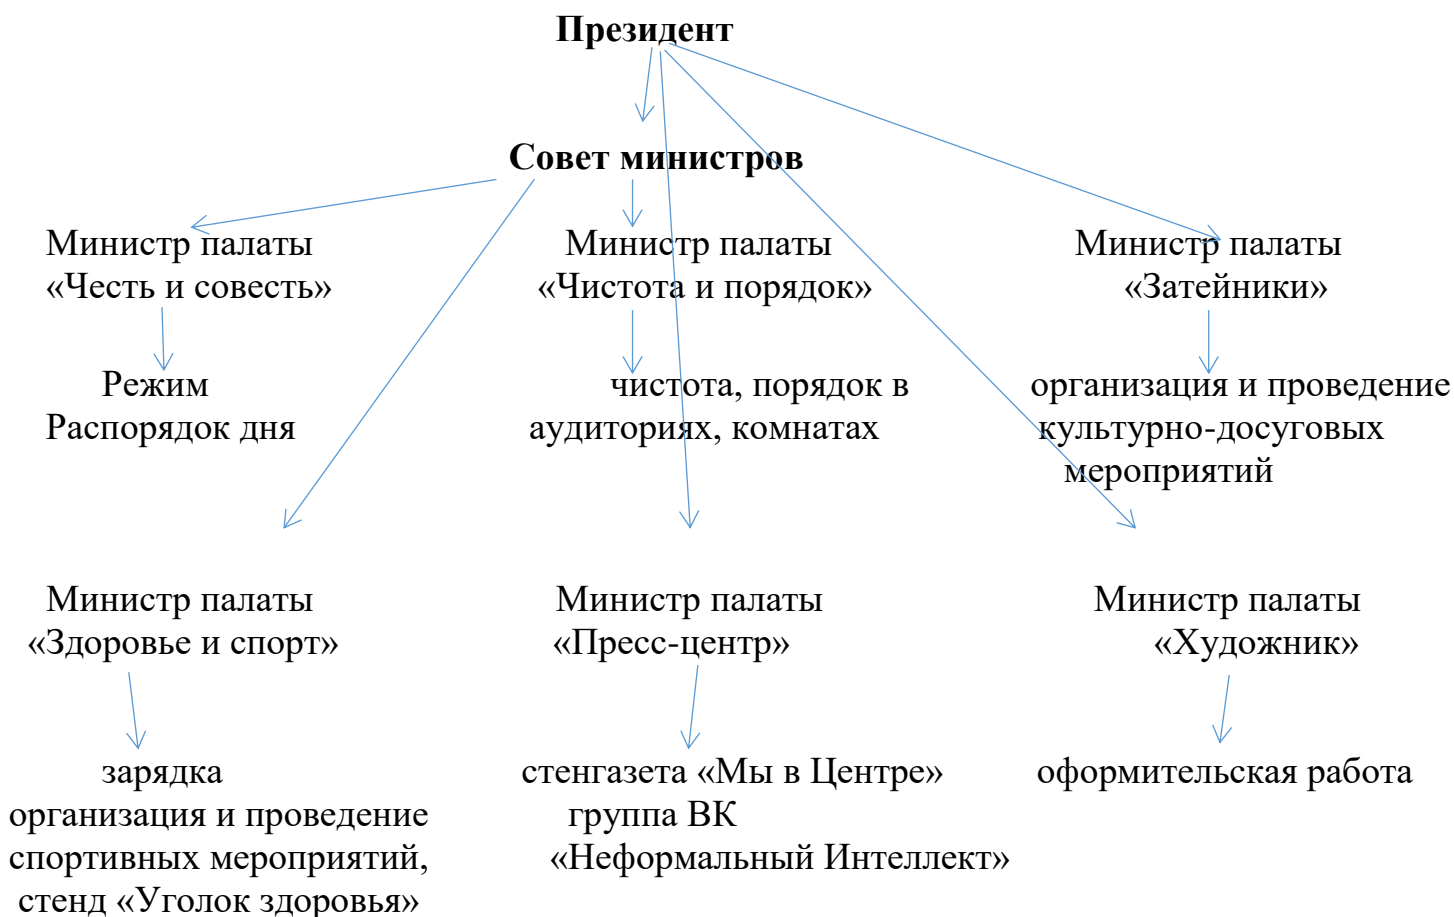 Президент
Совет министров
Министр палаты
«Честь и совесть»
Министр палаты
«Чистота и порядок»
Министр палаты
«Затейники»
Режим
Распорядок дня
чистота, порядок в
аудиториях, комнатах
организация и проведение
культурно-досуговых
мероприятий
Министр палаты
«Здоровье и спорт»
Министр палаты
«Пресс-центр»
Министр палаты
«Художник»
зарядка
организация и проведение
спортивных мероприятий,
стенд «Уголок здоровья»
стенгазета «Мы в Центре»
группа ВК
«Неформальный Интеллект»
оформительская работа